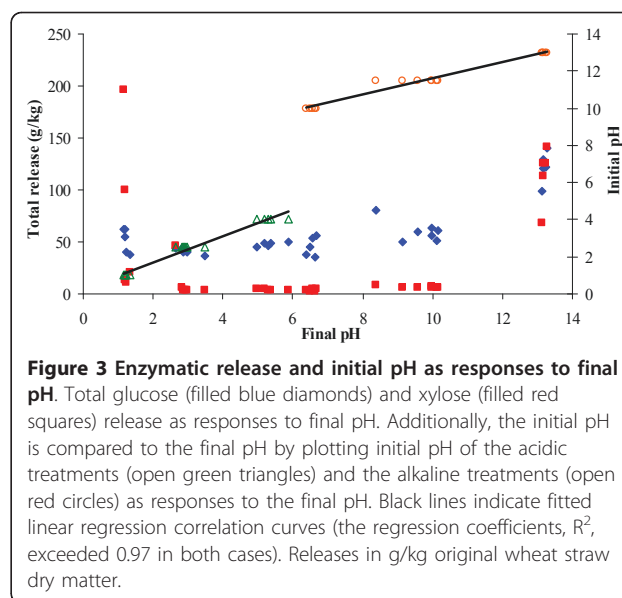 250
200
150
100
50
0
Total release (g/kg)
0
2
4
6
8
10
12
14
Final pH
14
12
10
8
6
4
2
0
Initial pH
Figure 3 Enzymatic release and initial pH as responses to final
pH. Total glucose (filled blue diamonds) and xylose (filled red
squares) release as responses to final pH. Additionally, the initial pH
is compared to the final pH by plotting initial pH of the acidic
treatments (open green triangles) and the alkaline treatments (open
red circles) as responses to the final pH. Black lines indicate fitted
linear regression correlation curves (the regression coefficients, R²,
exceeded 0.97 in both cases). Releases in g/kg original wheat straw
dry matter.